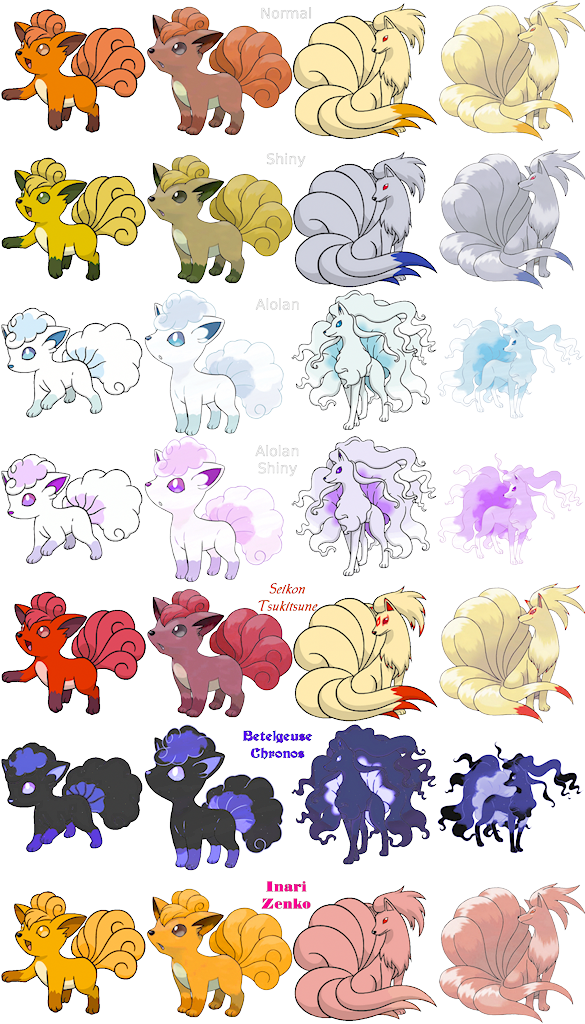 Normal
Shiny
Alolan
Alolan
Shiny
Seikon
Tsukitsune
Betelgeuse
Chronos
Inari
Zenko